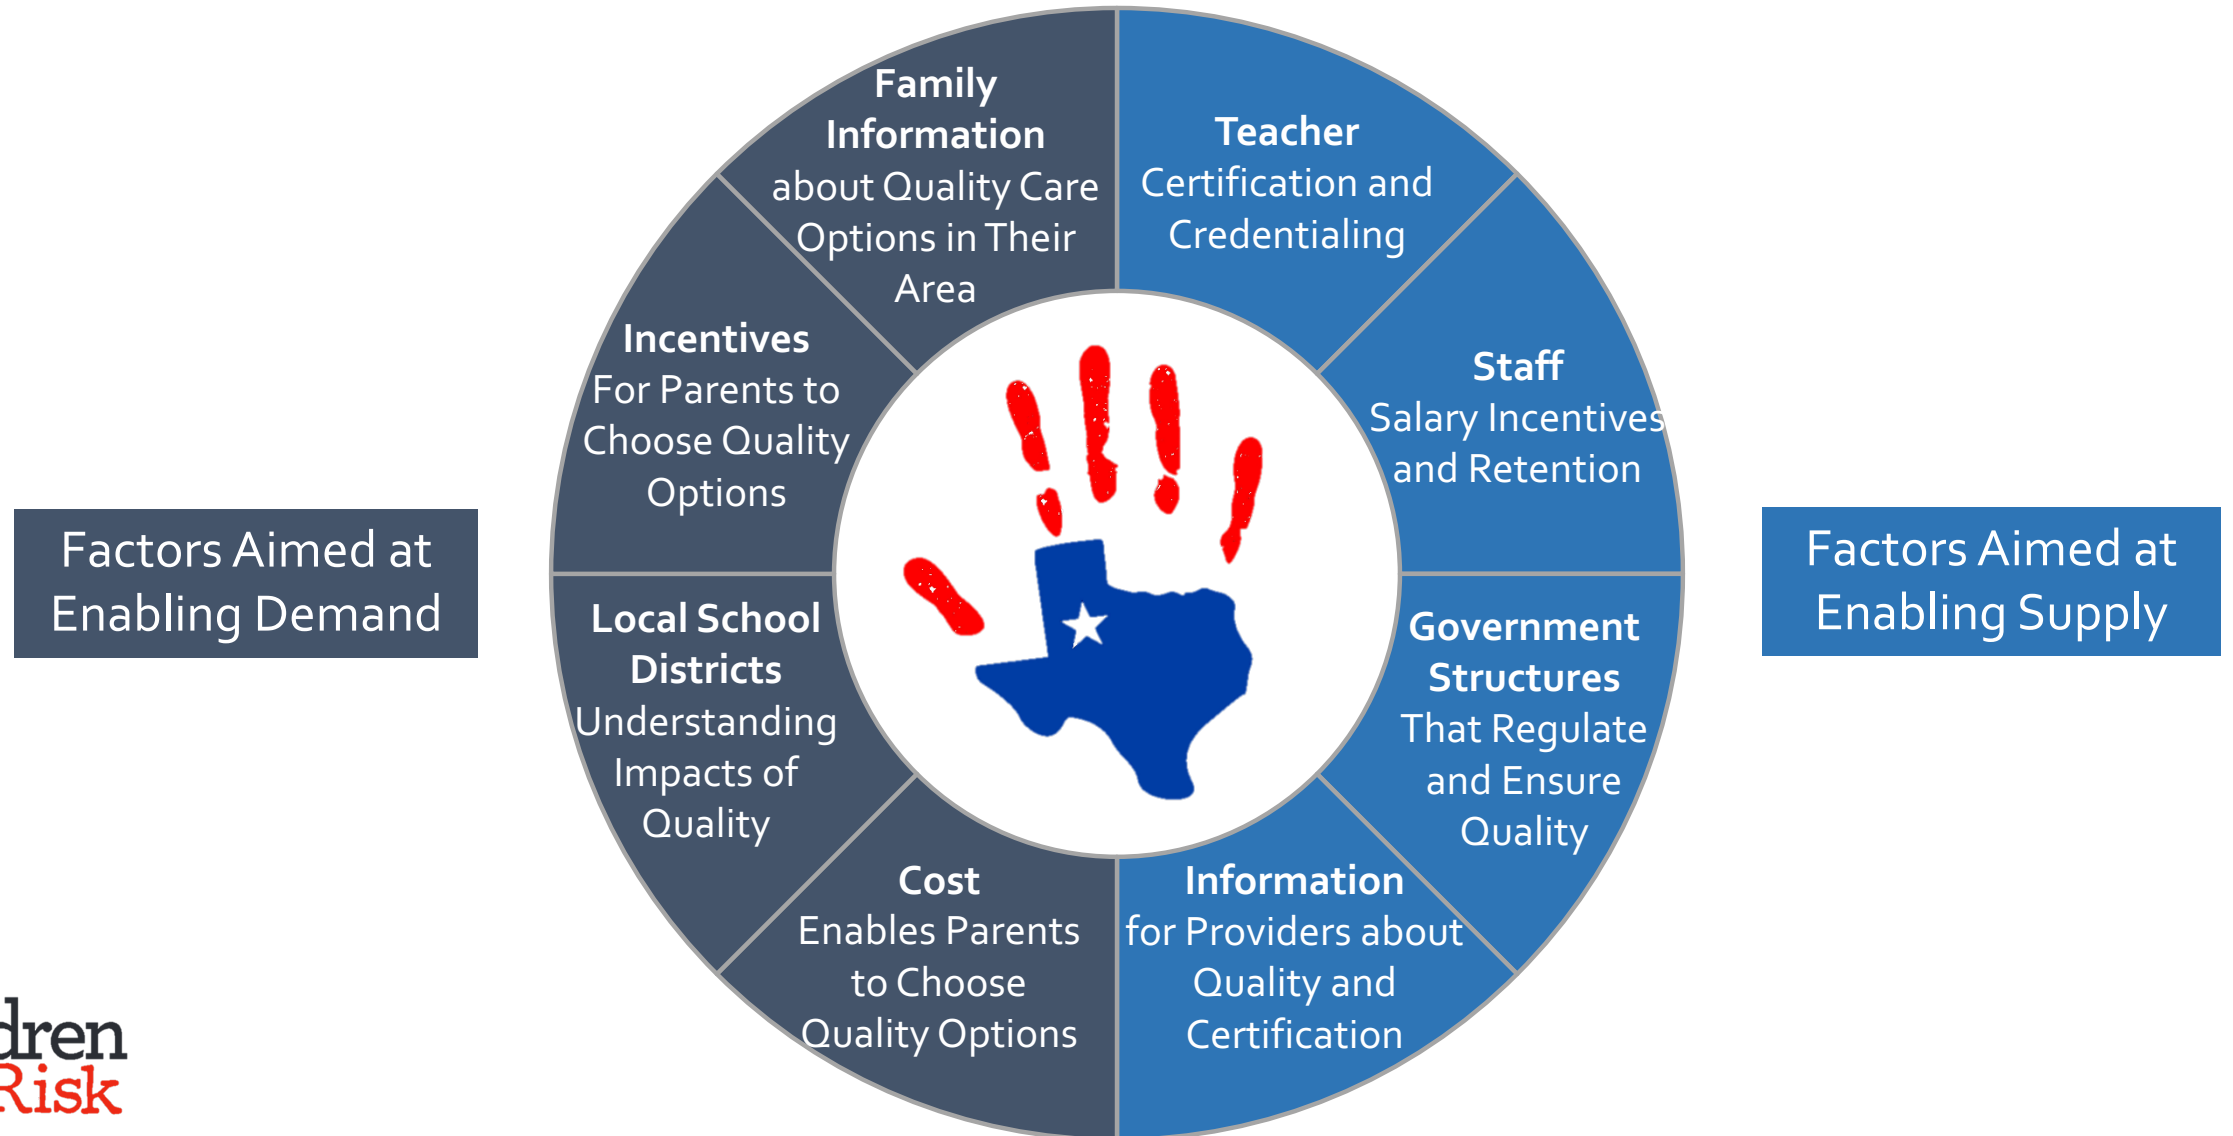 Family
Information
about Quality Care
Options in Their
Area
Teacher
Certification and
Credentialing
Incentives
For Parents to
Choose Quality
Options
Staff
Salary Incentives
and Retention
Factors Aimed at
Enabling Demand
Factors Aimed at
Enabling Supply
Local School
Districts
Understanding
Impacts of
Quality
Government
Structures
That Regulate
and Ensure
Quality
Cost
Enables Parents
to Choose
Quality Options
Information
for Providers about
Quality and
Certification
dren
Risk